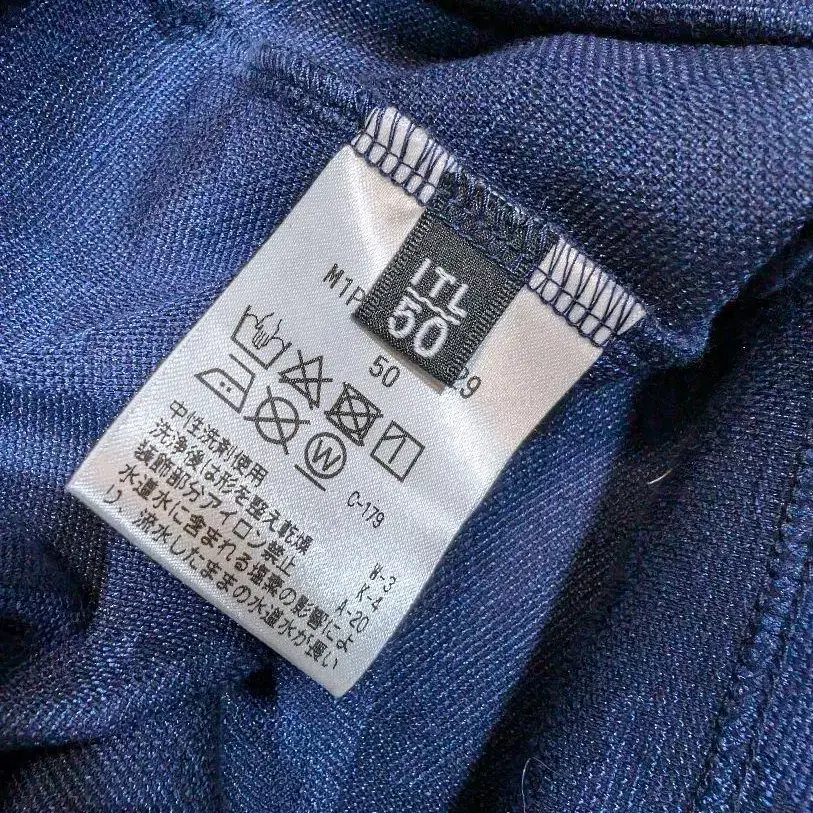 ITL
50
M1P 29
50
W
C-179
中性洗剤使用
洗浄後は形を整え乾燥
装飾部分アイロン禁止
水道水に含まれる塩素の影響によ
り、流水したままの水道水が長い
W-3
K-4
A-20